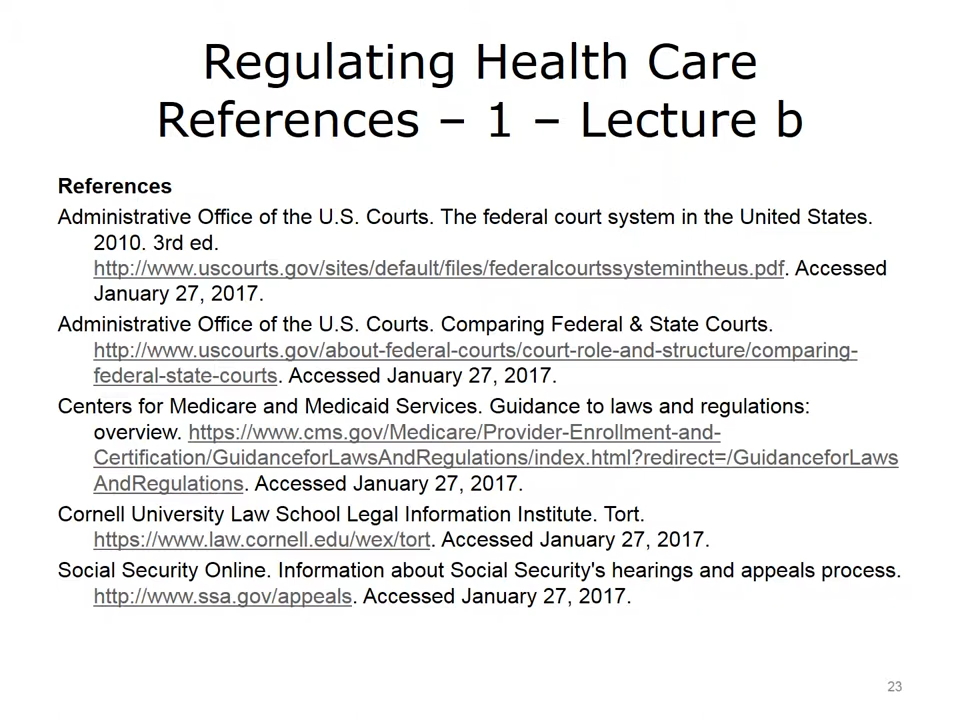 Regulating Health Care
References – 1 – Lecture b
References
Administrative Office of the U.S. Courts. The federal court system in the United States.
2010. 3rd ed.
http://www.uscourts.gov/sites/default/files/federalcourtssystemintheus.pdf. Accessed
January 27, 2017.
Administrative Office of the U.S. Courts. Comparing Federal & State Courts.
http://www.uscourts.gov/about-federal-courts/court-role-and-structure/comparing-
federal-state-courts. Accessed January 27, 2017.
Centers for Medicare and Medicaid Services. Guidance to laws and regulations:
overview. https://www.cms.gov/Medicare/Provider-Enrollment-and-
Certification/GuidanceforLawsAndRegulations/index.html?redirect=/GuidanceforLaws
AndRegulations. Accessed January 27, 2017.
Cornell University Law School Legal Information Institute. Tort.
https://www.law.cornell.edu/wex/tort. Accessed January 27, 2017.
Social Security Online. Information about Social Security's hearings and appeals process.
http://www.ssa.gov/appeals. Accessed January 27, 2017.
23